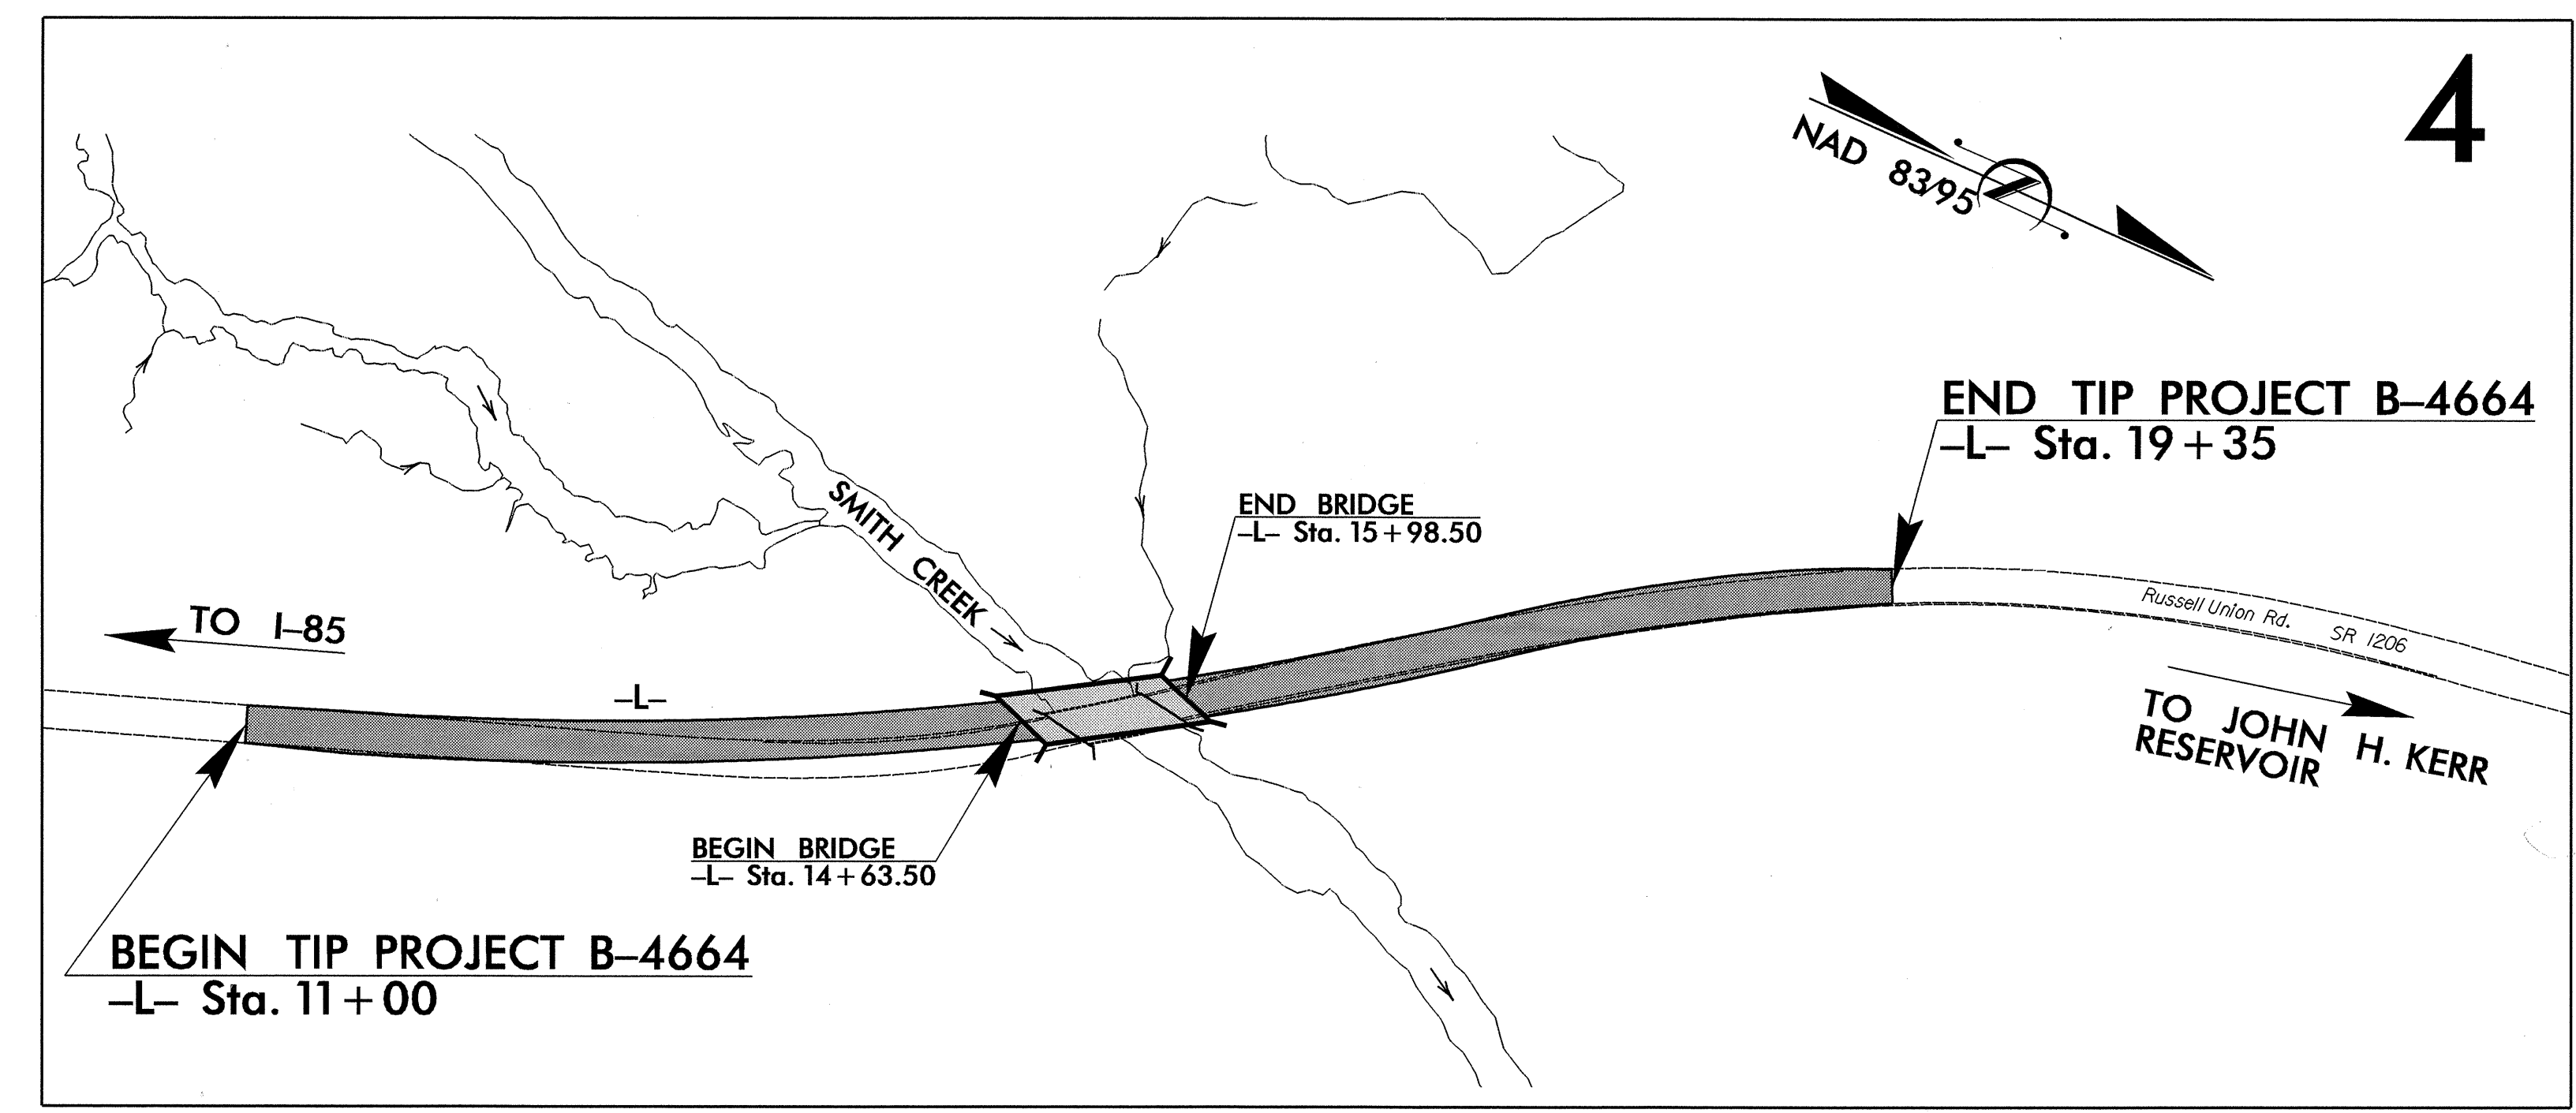 4
NAD 83/95
END TIP PROJECT B–4664
–L– Sta. 19+35
SMITH CREEK
END BRIDGE
–L– Sta. 15+98.50
TO I–85
–L–
Russell Union Rd. SR 1206
TO JOHN H. KERR
RESERVOIR
BEGIN BRIDGE
–L– Sta. 14+63.50
BEGIN TIP PROJECT B–4664
–L– Sta. 11+00